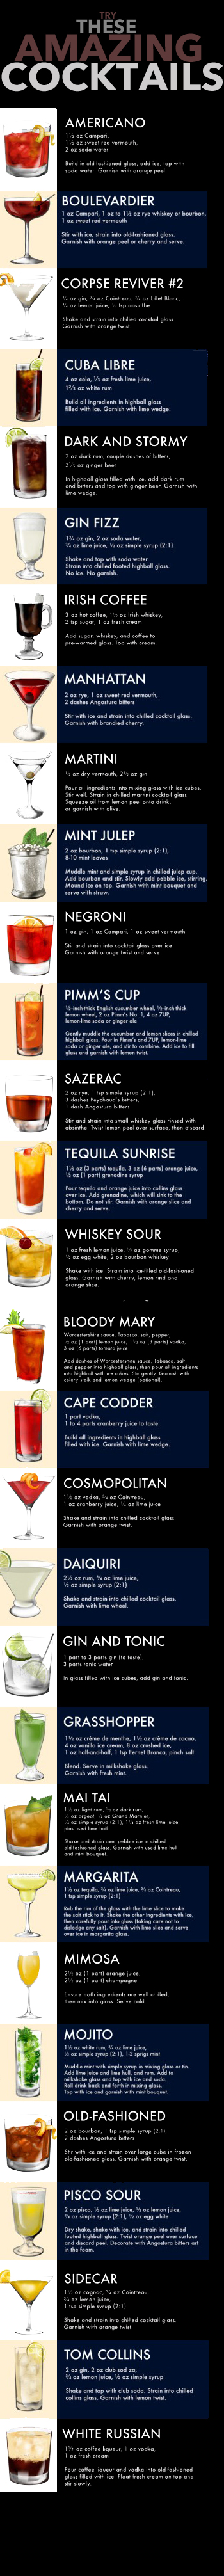 TRY
THESE
AMAZING
COCKTAILS
AMERICANO
1½ oz Campari,
1½ oz sweet red vermouth,
2 oz soda water
Build in old-fashioned glass, add ice, top with
soda water. Garnish with orange peel.
BOULEVARDIER
1 oz Campari, 1 oz to 1½ oz rye whiskey or bourbon,
1 oz sweet red vermouth
Stir with ice, strain into old-fashioned glass.
Garnish with orange peel or cherry and serve.
CORPSE REVIVER #2
¾ oz gin, ¾ oz Cointreau, ¾ oz Lillet Blanc,
¾ oz lemon juice, ½ tsp absinthe
Shake and strain into chilled cocktail glass.
Garnish with orange twist.
CUBA LIBRE
4 oz cola, ½ oz fresh lime juice,
oz white rum
Build all ingredients in highball glass
filled with ice. Garnish with lime wedge.
DARK AND STORMY
2 oz dark rum, couple dashes of bitters,
oz ginger beer
In highball glass filled with ice, add dark rum
and bitters and top with ginger beer. Garnish with
lime wedge.
GIN FIZZ
1¾ oz gin, 2 oz soda water,
¾ oz lime juice, ½ oz simple syrup (2:1)
Shake and top with soda water.
Strain into chilled footed highball glass.
No ice. No garnish.
IRISH COFFEE
3 oz hot coffee, 1½ oz Irish whiskey,
2 tsp sugar, 1 oz fresh cream
Add sugar, whiskey, and coffee to
pre-warmed glass. Top with cream.
MANHATTAN
2 oz rye, 1 oz sweet red vermouth,
2 dashes Angostura bitters
Stir with ice and strain into chilled cocktail glass.
Garnish with brandied cherry.
MARTINI
½ oz dry vermouth, 2½ oz gin
Pour all ingredients into mixing glass with ice cubes.
Stir well. Strain in chilled martini cocktail glass.
Squeeze oil from lemon peel onto drink,
or garnish with olive.
MINT JULEP
2 oz bourbon, 1 tsp simple syrup (2:1),
8-10 mint leaves
Muddle mint and simple syrup in chilled julep cup.
Add bourbon and stir. Slowly add pebble ice, stirring.
Mound ice on top. Garnish with mint bouquet and
serve with straw.
NEGRONI
1 oz gin, 1 oz Campari, 1 oz sweet vermouth
Stir and strain into cocktail glass over ice.
Garnish with orange twist and serve
PIMM'S CUP
½-inch-thick English cucumber wheel, ½-inch-thick
lemon wheel, 2 oz Pimm's No. 1, 4 oz 7UP,
lemon-lime soda or ginger ale
Gently muddle the cucumber and lemon slices in chilled
highball glass. Pour in Pimm's and 7UP, lemon-lime
soda or ginger ale, and stir to combine. Add ice to fill
glass and garnish with lemon twist.
SAZERAC
2 oz rye, 1 tsp simple syrup (2:1),
3 dashes Peychaud's bitters,
1 dash Angostura bitters
Stir and strain into small whiskey glass rinsed with
absinthe. Twist lemon peel over surface, then discard.
TEQUILA SUNRISE
1½ oz (3 parts) tequila, 3 oz (6 parts) orange juice,
½ oz (1 part) grenadine syrup
Pour tequila and orange juice into collins glass
over ice. Add grenadine, which will sink to the
bottom. Do not stir. Garnish with orange slice and
cherry and serve.
WHISKEY SOUR
1 oz fresh lemon juice, ½ oz gomme syrup,
½ oz egg white, 2 oz bourbon whiskey
Shake with ice. Strain into ice-filled old-fashioned
glass. Garnish with cherry, lemon rind and
orange slice.
BLOODY MARY
Worcestershire sauce, Tabasco, salt, pepper,
½ oz (1 part) lemon juice, 1½ oz (3 parts) vodka,
3 oz (6 parts) tomato juice
Add dashes of Worcestershire sauce, Tabasco, salt
and pepper into highball glass, then pour all ingredients
into highball with ice cubes. Stir gently. Garnish with
celery stalk and lemon wedge (optional).
CAPE CODDER
1 part vodka,
1 to 4 parts cranberry juice to taste
Build all ingredients in highball glass
filled with ice. Garnish with lime wedge.
COSMOPOLITAN
1½ oz vodka, ¾ oz Cointreau,
1 oz cranberry juice, ¼ oz lime juice
Shake and strain into chilled cocktail glass.
Garnish with orange twist.
DAIQUIRI
2½ oz rum, ¾ oz lime juice,
½ oz simple syrup (2:1)
Shake and strain into chilled cocktail glass.
Garnish with lime wheel.
GIN AND TONIC
1 part to 3 parts gin (to taste),
3 parts tonic water
In glass filled with ice cubes, add gin and tonic.
GRASSHOPPER
1½ oz crème de menthe, 1½ oz crème de cacao,
4 oz vanilla ice cream, 8 oz crushed ice,
1 oz half-and-half, 1 tsp Fernet Branca, pinch salt
Blend. Serve in milkshake glass.
Garnish with fresh mint.
MAI TAI
1½ oz light rum, ½ oz dark rum,
½ oz orgeat, ½ oz Grand Marnier,
¼ oz simple syrup (2:1), 1¼ oz fresh lime juice,
plus used lime hull
Shake and strain over pebble ice in chilled
old-fashioned glass. Garnish with used lime hull
and mint bouquet
MARGARITA
1½ oz tequila, ¾ oz lime juice, ¾ oz Cointreau,
1 tsp simple syrup (2:1)
Rub the rim of the glass with the lime slice to make
the salt stick to it. Shake the other ingredients with ice,
then carefully pour into glass (taking care not to
dislodge any salt). Garnish with lime slice and serve
over ice in margarita glass.
MIMOSA
2½ oz (1 part) orange juice,
2½ oz (1 part) champagne
Ensure both ingredients are well chilled,
then mix into glass. Serve cold.
MOJITO
1½ oz white rum, ¾ oz lime juice,
½ oz simple syrup (2:1), 1-2 sprigs mint
Muddle mint with simple syrup in mixing glass or tin.
Add lime juice and lime hull, and rum. Add to
milkshake glass and top with ice and soda.
Roll drink back and forth in mixing glass.
Top with ice and garnish with mint bouquet.
OLD-FASHIONED
2 oz bourbon, 1 tsp simple syrup (2:1),
2 dashes Angostura bitters
Stir with ice and strain over large cube in frozen
old-fashioned glass. Garnish with orange twist.
PISCO SOUR
2 oz pisco, ½ oz lime juice, ½ oz lemon juice,
¾ oz simple syrup (2:1), ½ oz egg white
Dry shake, shake with ice, and strain into chilled
footed highball glass. Twist orange peel over surface
and discard peel. Decorate with Angostura bitters art
in the foam.
SIDECAR
1½ oz cognac, ¾ oz Cointreau,
¾ oz lemon juice,
1 tsp simple syrup (2:1)
Shake and strain into chilled cocktail glass.
Garnish with orange twist.
TOM COLLINS
2 oz gin, 2 oz club soda,
¾ oz lemon juice, ½ oz simple syrup
Shake and top with club soda. Strain into chilled
collins glass. Garnish with lemon twist.
WHITE RUSSIAN
1½ oz coffee liqueur, 1 oz vodka,
1 oz fresh cream
Pour coffee liqueur and vodka into old-fashioned
glass filled with ice. Float fresh cream on top and
stir slowly.